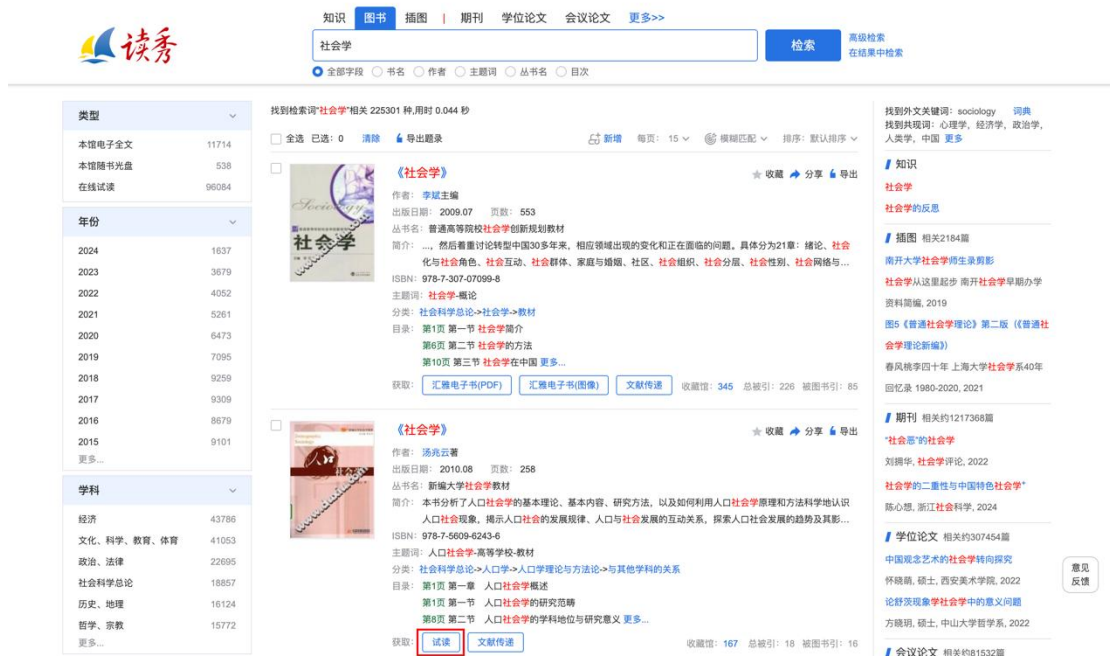 读秀
知识 图书 插图 | 期刊 学位论文 会议论文 更多>>
社会学
检索
高级检索
在结果中检索
全部字段 书名 作者 主题词 丛书名 目次
类型
本馆电子全文 11714
本馆随书光盘 538
在线试读 96084
年份
2024 1637
2023 3679
2022 4052
2021 5261
2020 6473
2019 7095
2018 9259
2017 9309
2016 8679
2015 9101
更多...
学科
经济 43786
文化、科学、教育、体育 41053
政治、法律 22695
社会科学总论 18857
历史、地理 16124
哲学、宗教 15772
更多...
找到检索词"社会学"相关 225301 种,用时 0.044 秒
全选 已选：0 清除 导出题录 新增 每页：15 模糊匹配 排序：默认排序
社会学
《社会学》
收藏 分享 导出
作者： 李斌主编
出版日期： 2009.07 页数： 553
丛书名：普通高等院校社会学创新规划教材
简介： ...，然后着重讨论转型中国30多年来，相应领域出现的变化和正在面临的问题。具体分为21章：绪论、社会
化与社会角色、社会互动、社会群体、家庭与婚姻、社区、社会组织、社会分层、社会性别、社会网络与...
ISBN： 978-7-307-07099-8
主题词：社会学-概论
分类：社会科学总论->社会学->教材
目录： 第1页 第一节 社会学简介
第6页 第二节 社会学的方法
第10页 第三节 社会学在中国 更多...
获取： 汇雅电子书(PDF) 汇雅电子书(图像) 文献传递 收藏馆：345 总被引：226 被图书引：85
《社会学》
收藏 分享 导出
作者： 汤兆云著
出版日期： 2010.08 页数： 258
丛书名：新编大学社会学教材
简介： 本书分析了人口社会学的基本理论、基本内容、研究方法，以及如何利用人口社会学原理和方法科学地认识
人口社会现象，揭示人口社会的发展规律、人口与社会发展的互动关系，探索人口社会发展的趋势及其影...
ISBN： 978-7-5609-6243-6
主题词：人口社会学-高等学校-教材
分类：社会科学总论->人口学->人口学理论与方法论->与其他学科的关系
目录： 第1页 第一章 人口社会学概述
第1页 第一节 人口社会学的研究范畴
第8页 第二节 人口社会学的学科地位与研究意义 更多...
获取： 试读 文献传递 收藏馆：167 总被引：18 被图书引：16
找到外文关键词：sociology 词典
找到共现词：心理学，经济学，政治学，
人类学，中国 更多
知识
社会学
社会学的反思
插图 相关2184篇
南开大学社会学师生录剪影
社会学从这里起步 南开社会学早期办学
资料简编, 2019
图5《普通社会学理论》第二版（《普通社
会学理论新编》）
春风桃李四十年 上海大学社会学系40年
回忆录 1980-2020, 2021
期刊 相关约1217368篇
"社会恶"的社会学
刘拥华, 社会学评论, 2022
社会学的二重性与中国特色社会学*
陈心想, 浙江社会科学, 2024
学位论文 相关约307454篇
中国观念艺术的社会学转向探究
怀晓萌, 硕士, 西安美术学院, 2022
论舒茨现象学社会学中的意义问题
方晓玥, 硕士, 中山大学哲学系, 2022
会议论文 相关约81532篇
意见
反馈